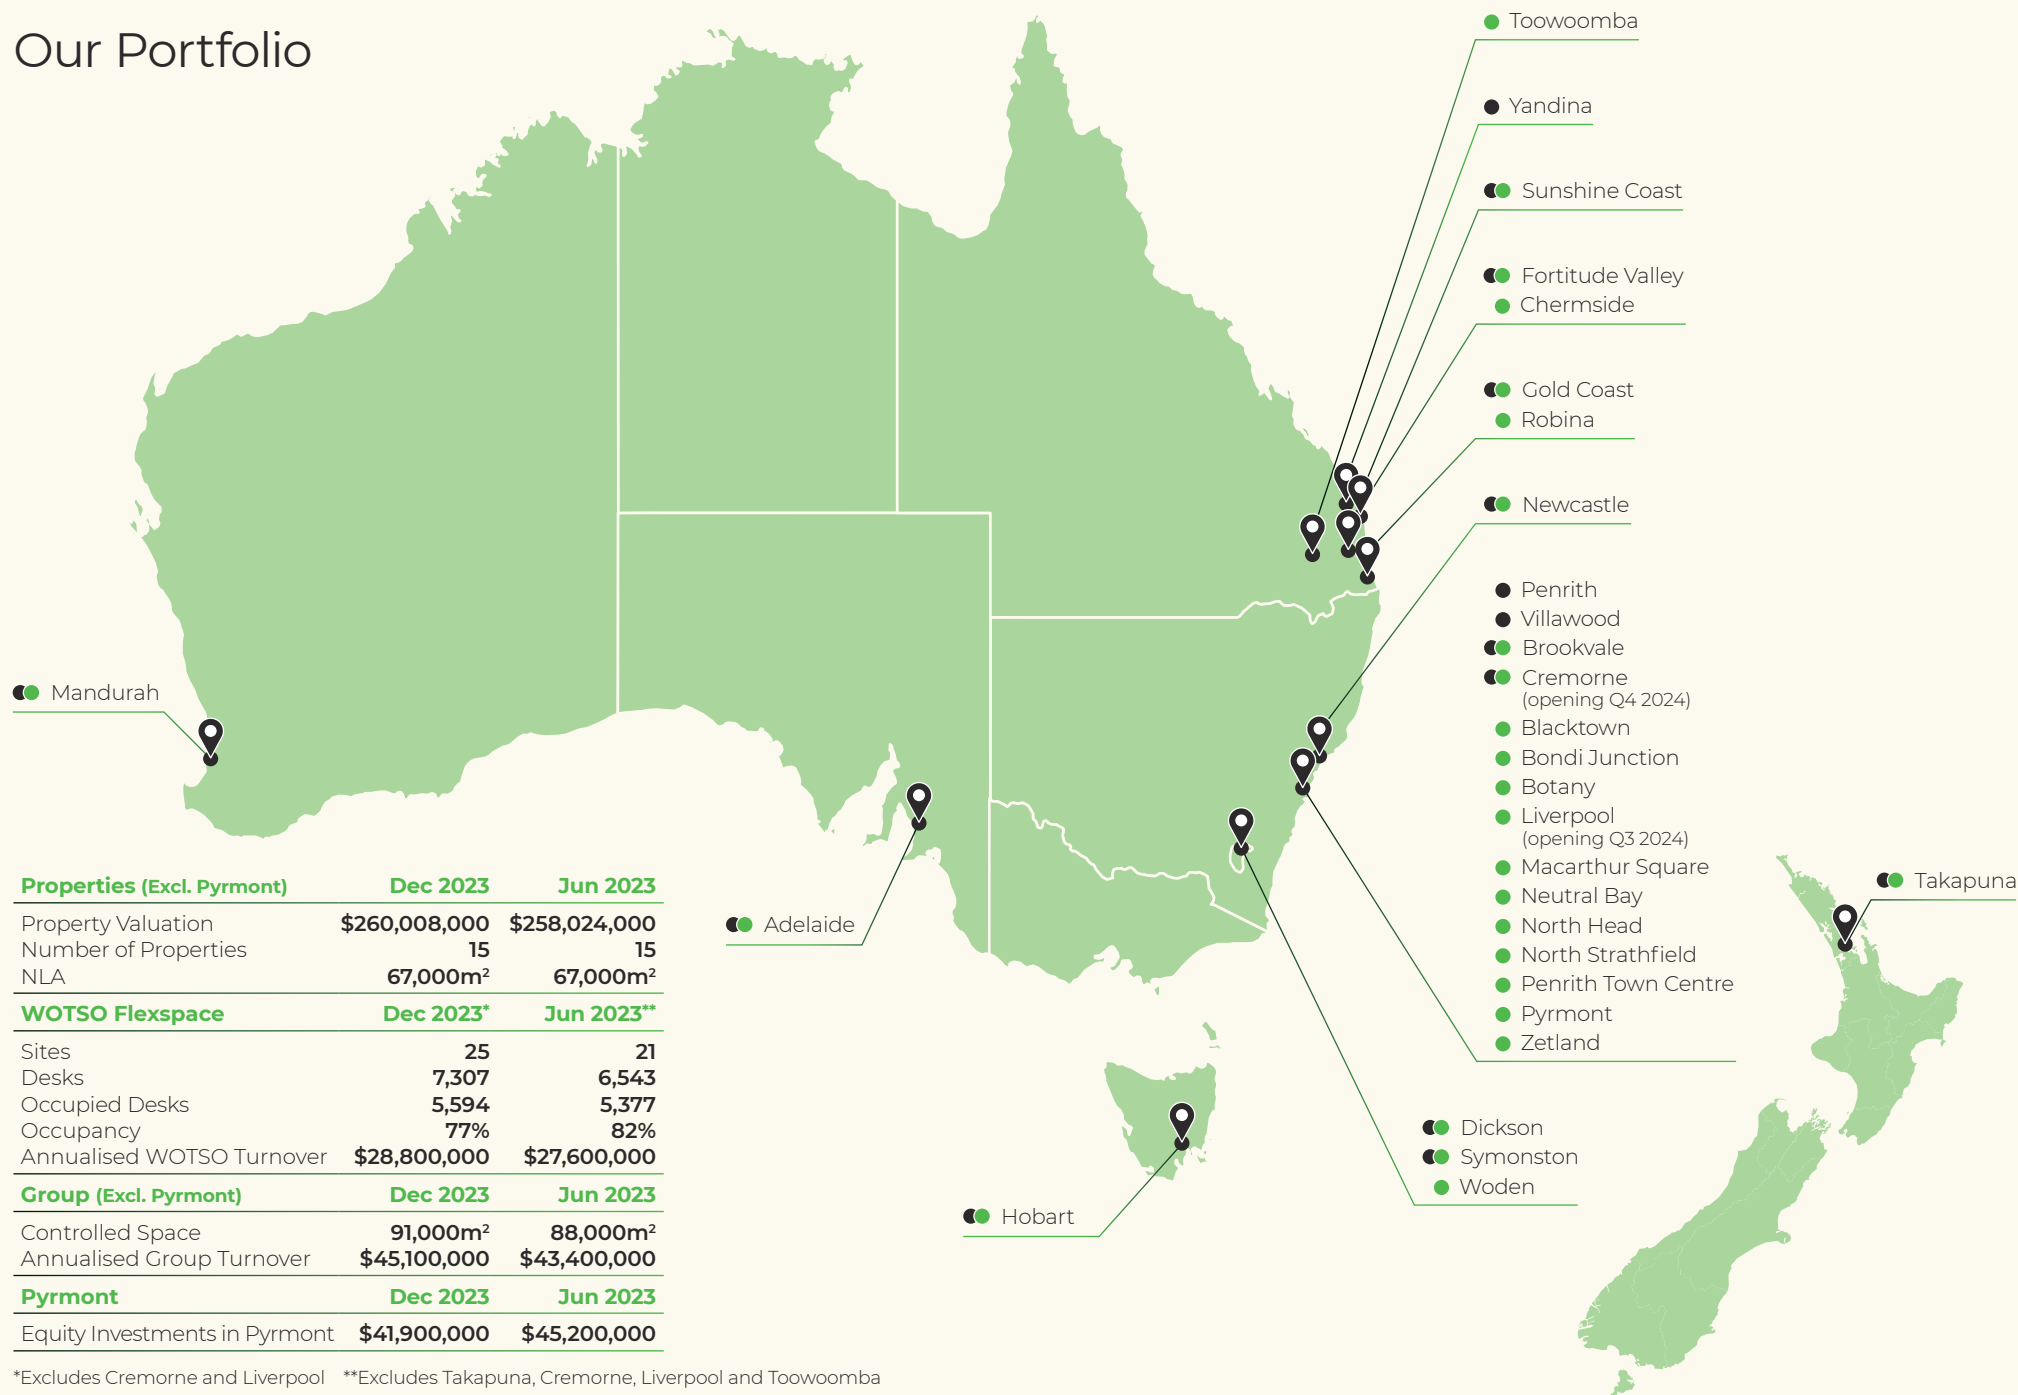 Our Portfolio
Toowoomba
Yandina
Sunshine Coast
Fortitude Valley
Chermside
Gold Coast
Robina
Newcastle
Penrith
Villawood
Brookvale
Cremorne
(opening Q4 2024)
Blacktown
Bondi Junction
Botany
Liverpool
(opening Q3 2024)
Macarthur Square
Neutral Bay
North Head
North Strathfield
Penrith Town Centre
Pyrmont
Zetland
Mandurah
Adelaide
Takapuna
Dickson
Symonston
Woden
Hobart
Properties (Excl. Pyrmont) Dec 2023 Jun 2023
Property Valuation $260,008,000 $258,024,000
Number of Properties 15 15
NLA 67,000m² 67,000m²
WOTSO Flexspace Dec 2023* Jun 2023**
Sites 25 21
Desks 7,307 6,543
Occupied Desks 5,594 5,377
Occupancy 77% 82%
Annualised WOTSO Turnover $28,800,000 $27,600,000
Group (Excl. Pyrmont) Dec 2023 Jun 2023
Controlled Space 91,000m² 88,000m²
Annualised Group Turnover $45,100,000 $43,400,000
Pyrmont Dec 2023 Jun 2023
Equity Investments in Pyrmont $41,900,000 $45,200,000
*Excludes Cremorne and Liverpool **Excludes Takapuna, Cremorne, Liverpool and Toowoomba